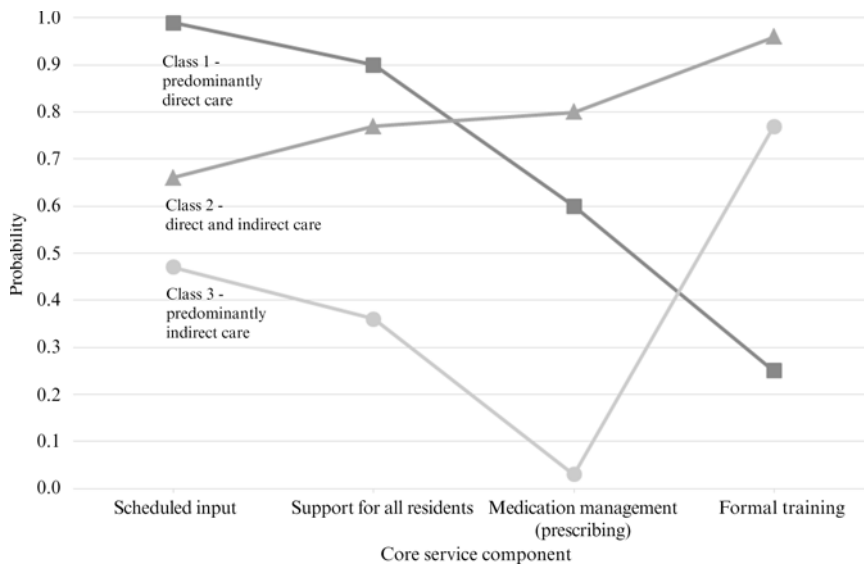 1.0
0.9
0.8
0.7
0.6
0.5
0.4
0.3
0.2
0.1
0.0
Probability
Class 1 -
predominantly
direct care
Class 2 -
direct and indirect care
Class 3 -
predominantly
indirect care
Scheduled input
Support for all residents
Medication management
(prescribing)
Formal training
Core service component